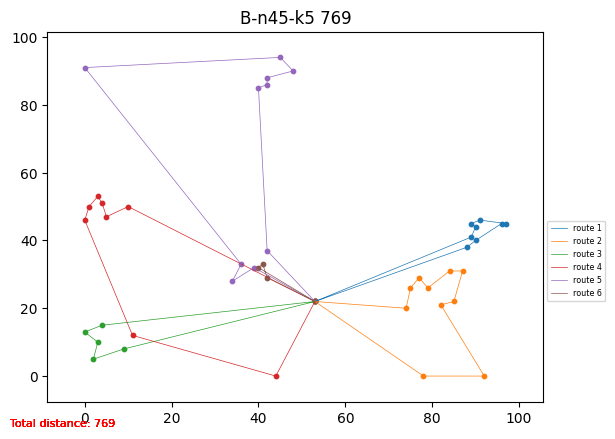 B-n45-k5 769
100
80
60
40
20
0
0 20 40 60 80 100
route 1
route 2
route 3
route 4
route 5
route 6
Total distance: 769